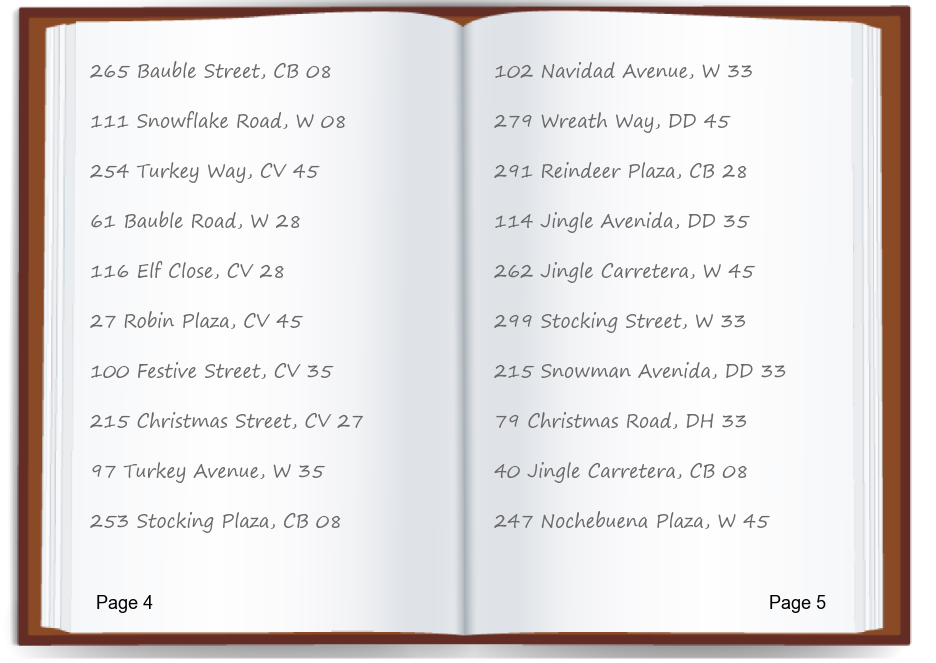 265 Bauble Street, CB 08
111 Snowflake Road, W 08
254 Turkey Way, CV 45
61 Bauble Road, W 28
116 Elf Close, CV 28
27 Robin Plaza, CV 45
100 Festive Street, CV 35
215 Christmas Street, CV 27
97 Turkey Avenue, W 35
253 Stocking Plaza, CB 08
Page 4
102 Navidad Avenue, W 33
279 Wreath Way, DD 45
291 Reindeer Plaza, CB 28
114 Jingle Avenida, DD 35
262 Jingle Carretera, W 45
299 Stocking Street, W 33
215 Snowman Avenida, DD 33
79 Christmas Road, DH 33
40 Jingle Carretera, CB 08
247 Nochebuena Plaza, W 45
Page 5